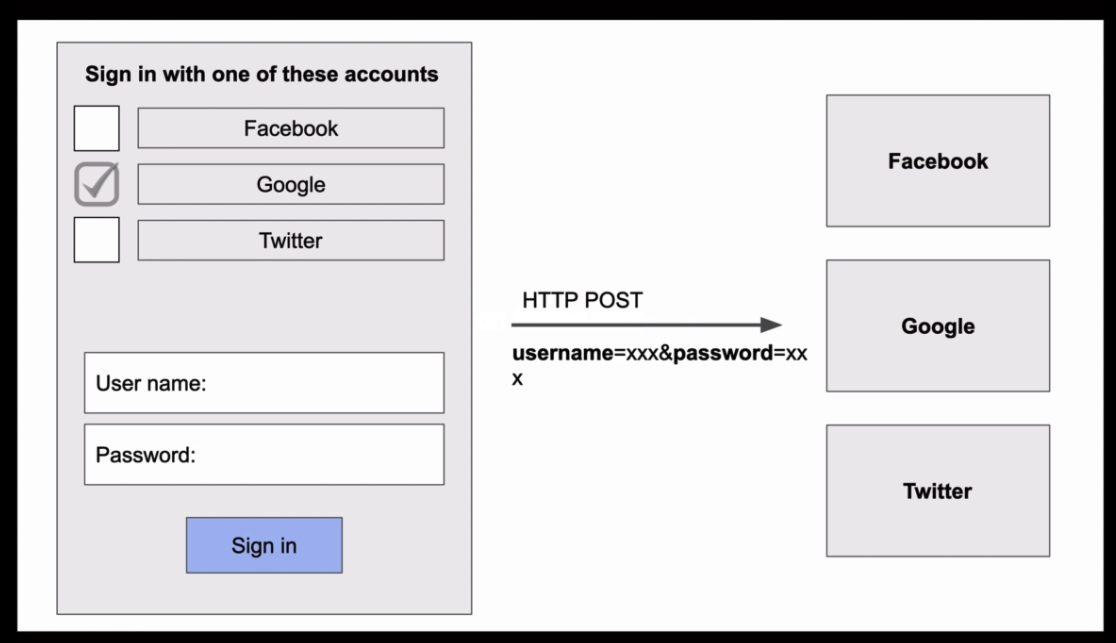 Sign in with one of these accounts
Facebook
Google
Twitter
User name:
Password:
Sign in
HTTP POST
username=xxx&password=xx
x
Facebook
Google
Twitter